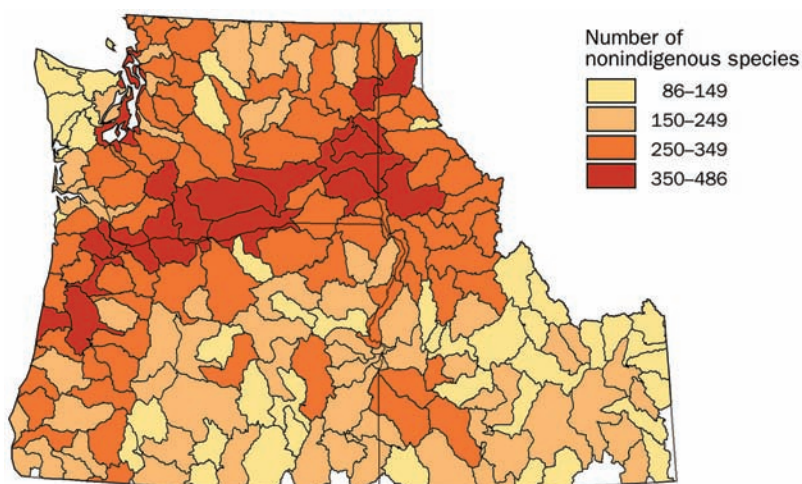 Number of
nonindigenous species
86–149
150–249
250–349
350–486